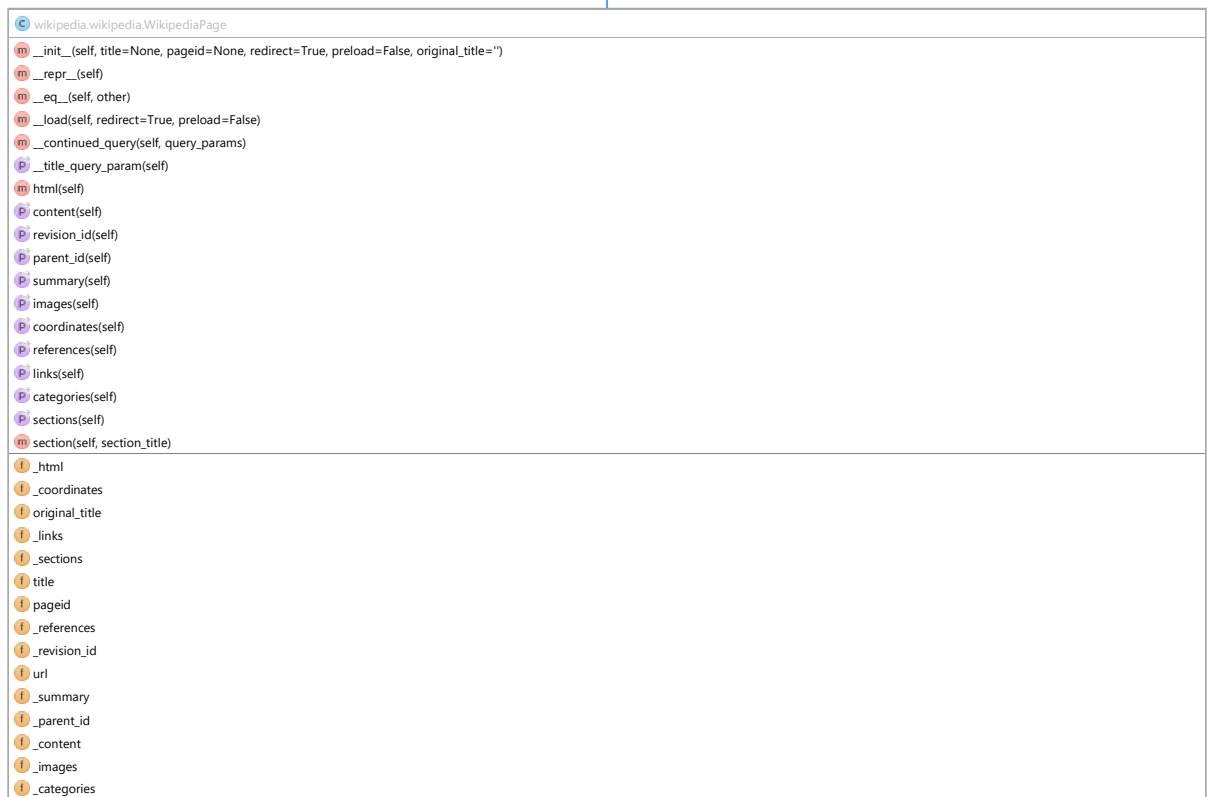 C wikipedia.wikipedia.WikipediaPage
m __init__(self, title=None, pageid=None, redirect=True, preload=False, original_title='')
m __repr__(self)
m __eq__(self, other)
m __load(self, redirect=True, preload=False)
m __continued_query(self, query_params)
P __title_query_param(self)
m html(self)
P content(self)
P revision_id(self)
P parent_id(self)
P summary(self)
P images(self)
P coordinates(self)
P references(self)
P links(self)
P categories(self)
P sections(self)
m section(self, section_title)
f _html
f _coordinates
f original_title
f _links
f _sections
f title
f pageid
f _references
f _revision_id
f url
f _summary
f _parent_id
f _content
f _images
f _categories